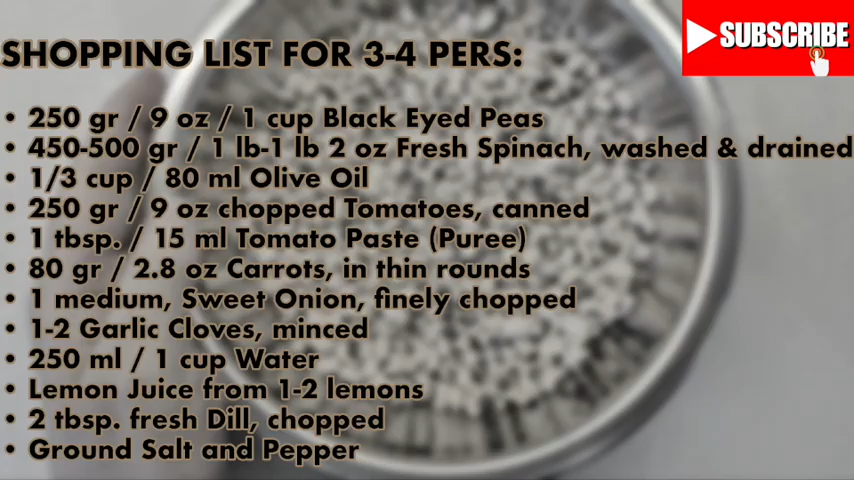 SUBSCRIBE
SHOPPING LIST FOR 3-4 PERS:
• 250 gr / 9 oz / 1 cup Black Eyed Peas
• 450-500 gr / 1 lb-1 lb 2 oz Fresh Spinach, washed & drained
• 1/3 cup / 80 ml Olive Oil
• 250 gr / 9 oz chopped Tomatoes, canned
• 1 tbsp. / 15 ml Tomato Paste (Puree)
• 80 gr / 2.8 oz Carrots, in thin rounds
• 1 medium, Sweet Onion, finely chopped
• 1-2 Garlic Cloves, minced
• 250 ml / 1 cup Water
• Lemon Juice from 1-2 lemons
• 2 tbsp. fresh Dill, chopped
• Ground Salt and Pepper